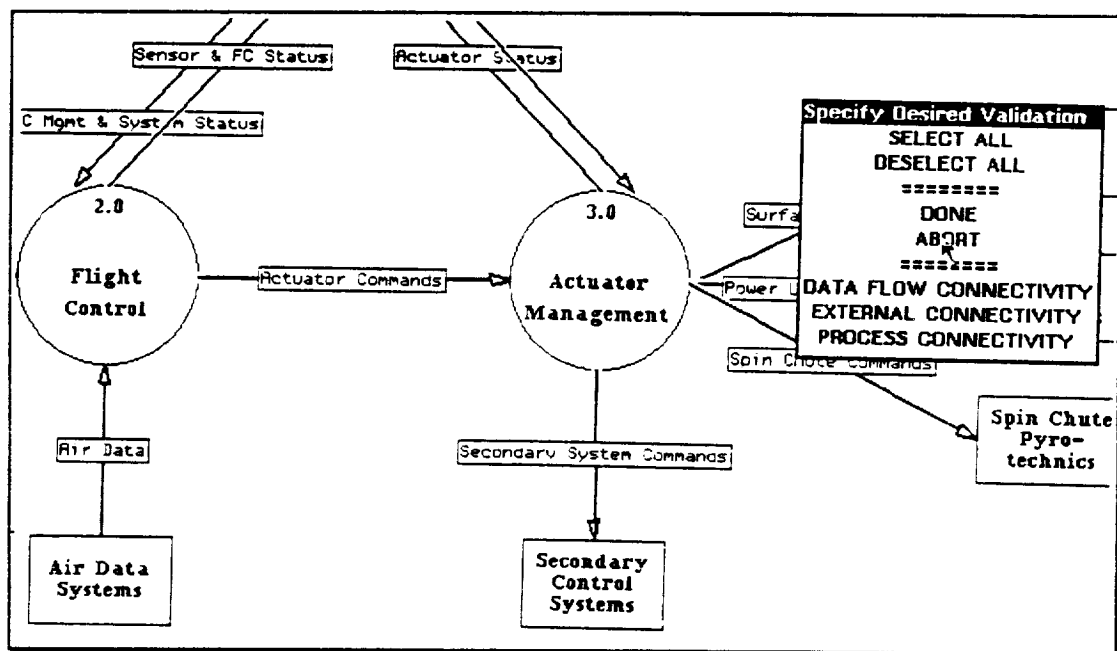 Sensor & FC Status
Actuator Status
C Mgmt & System Status
Specify Desired Validation
SELECT ALL
DESELECT ALL
========
DONE
ABORT
========
DATA FLOW CONNECTIVITY
EXTERNAL CONNECTIVITY
PROCESS CONNECTIVITY
2.0
Flight
Control
Actuator Commands
3.0
Actuator
Management
Surfa
Power
Spin Chute Commands
Spin Chute
Pyro-
technics
Air Data
Secondary System Commands
Air Data
Systems
Secondary
Control
Systems